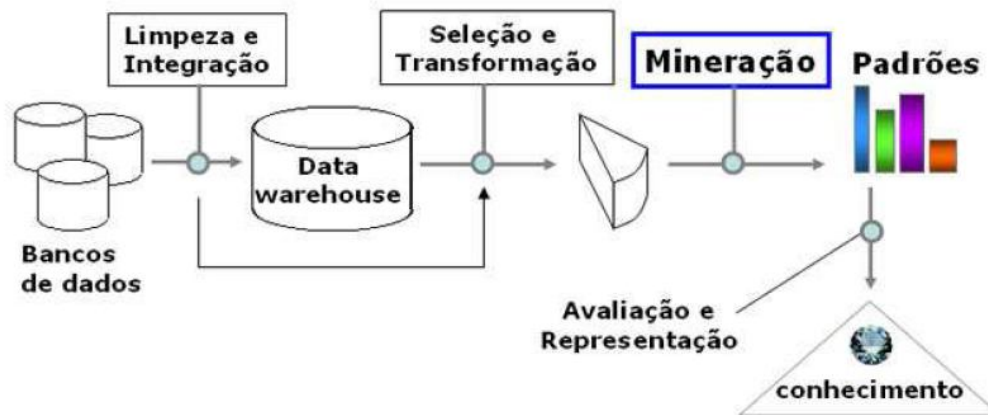 Limpeza e
Integração
Seleção e
Transformação
Mineração
Padrões
Data
warehouse
Bancos
de dados
Avaliação e
Representação
conhecimento